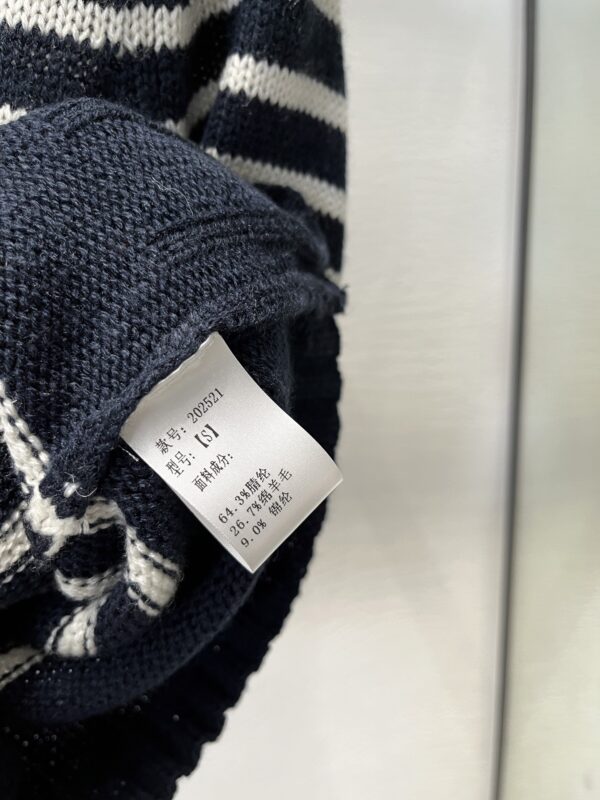 款号：202521
型号：【S】
面料成分：
64.3%腈纶
26.7%绵羊毛
9.0% 锦纶